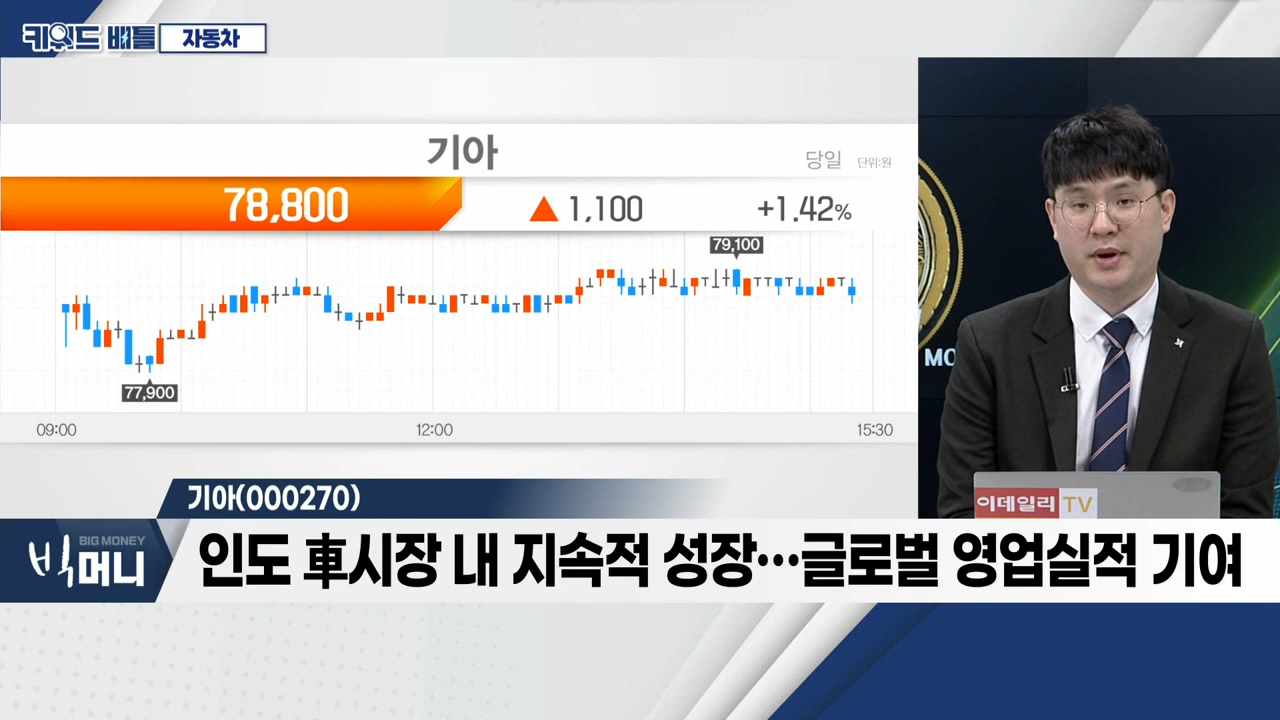 키워드 배틀 자동차
기아
당일 단위:원
78,800 ▲ 1,100 +1.42%
79,100
77,900
09:00 12:00 15:30
MO
이데일리TV
기아(000270)
BIG MONEY
빅머니
인도 車시장 내 지속적 성장…글로벌 영업실적 기여